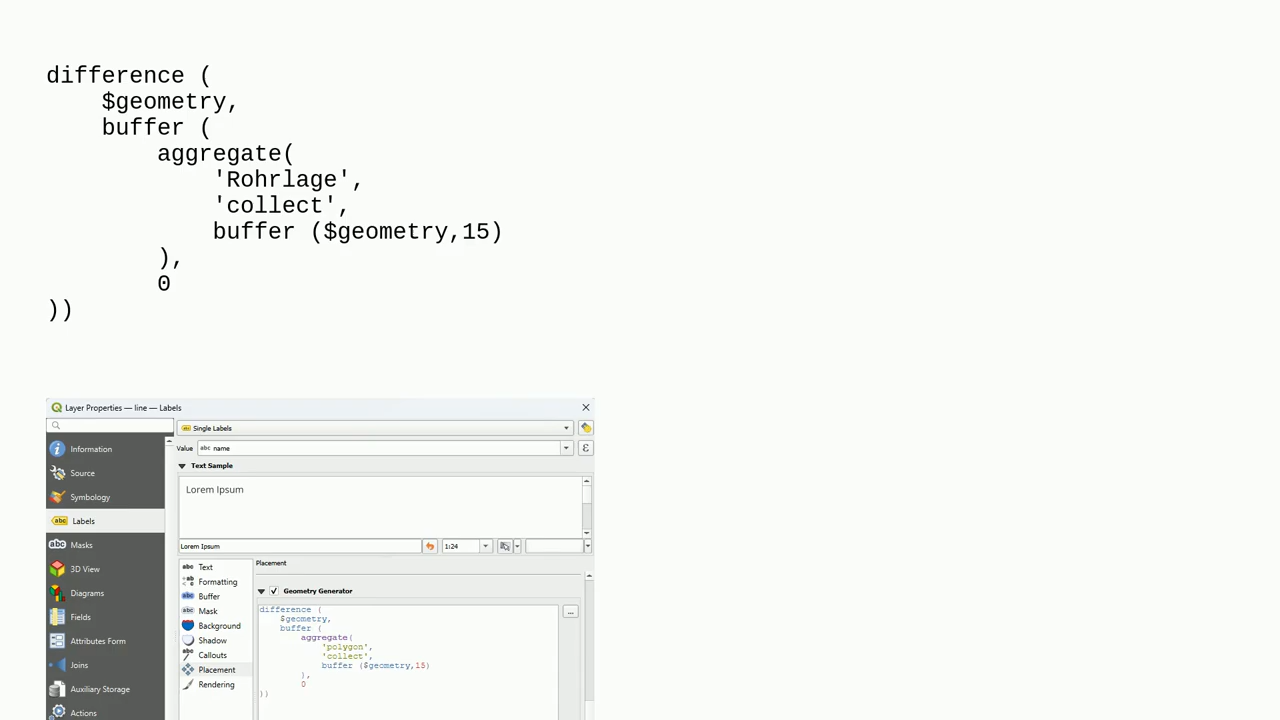 difference (
$geometry,
buffer (
aggregate(
'Rohrlage',
'collect',
buffer ($geometry,15)
),
0
))
Layer Properties — line — Labels
Information
Source
Symbology
Labels
Masks
3D View
Diagrams
Fields
Attributes Form
Joins
Auxiliary Storage
Actions
Single Labels
Value abc name ε
Text Sample
Lorem Ipsum
Lorem Ipsum 1:24
Text
Formatting
Buffer
Mask
Background
Shadow
Callouts
Placement
Rendering
Placement
Geometry Generator
difference (
$geometry,
buffer (
aggregate(
'polygon',
'collect',
buffer ($geometry,15)
),
0
))
...